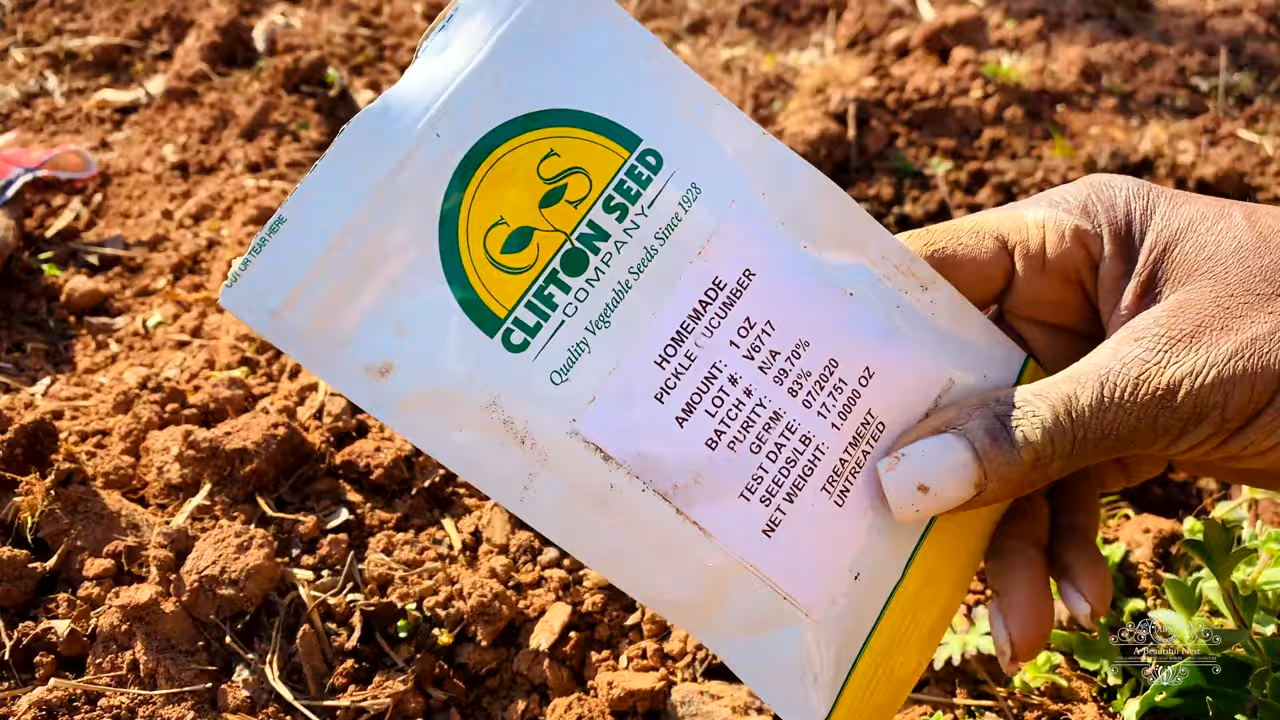 CUT OR TEAR HERE
CS
CLIFTON SEED
COMPANY
Quality Vegetable Seeds Since 1928
HOMEMADE
PICKLE CUCUMBER
AMOUNT: 1 OZ
LOT #: V6717
BATCH #: N/A
PURITY: 99.70%
GERM: 83%
TEST DATE: 07/2020
SEEDS/LB: 17,751
NET WEIGHT: 1.0000 OZ
TREATMENT
UNTREATED
A Beautiful Nest